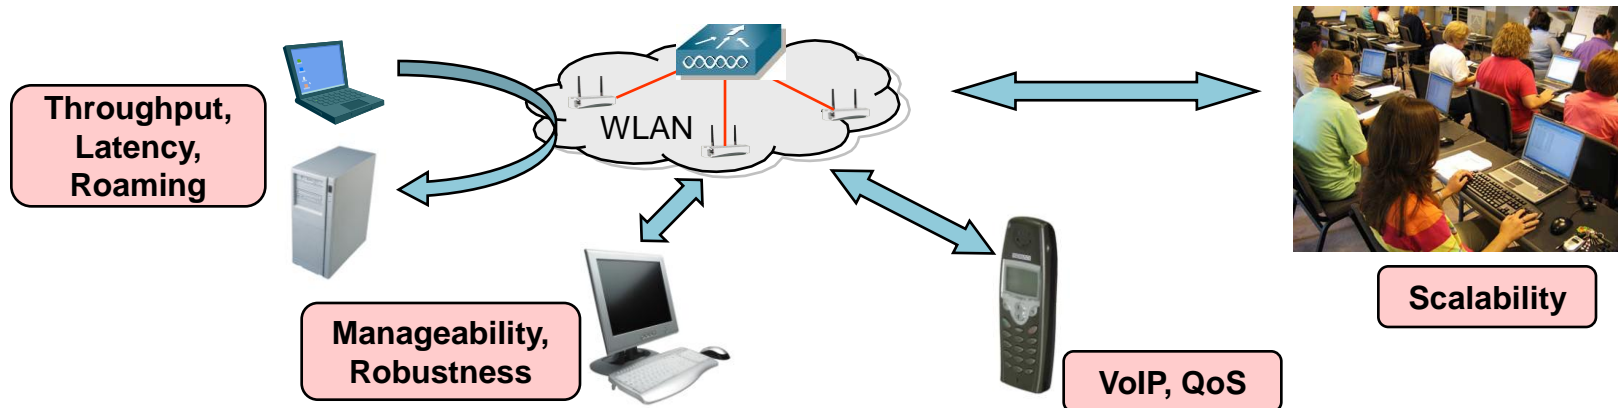 Throughput,
Latency,
Roaming
WLAN
Manageability,
Robustness
VoIP, QoS
Scalability